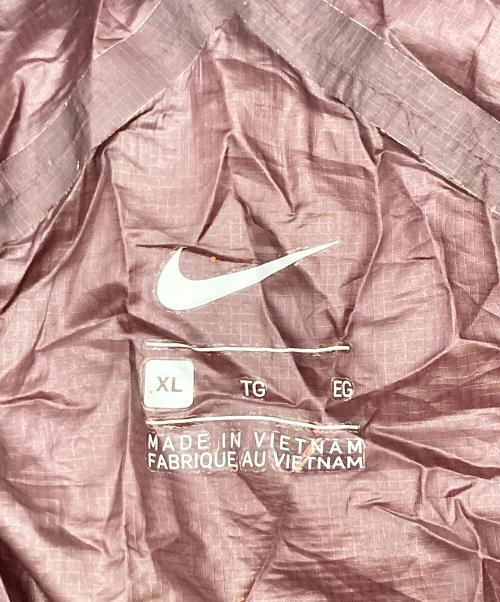 XL TG EG
MADE IN VIETNAM
FABRIQUE AU VIETNAM